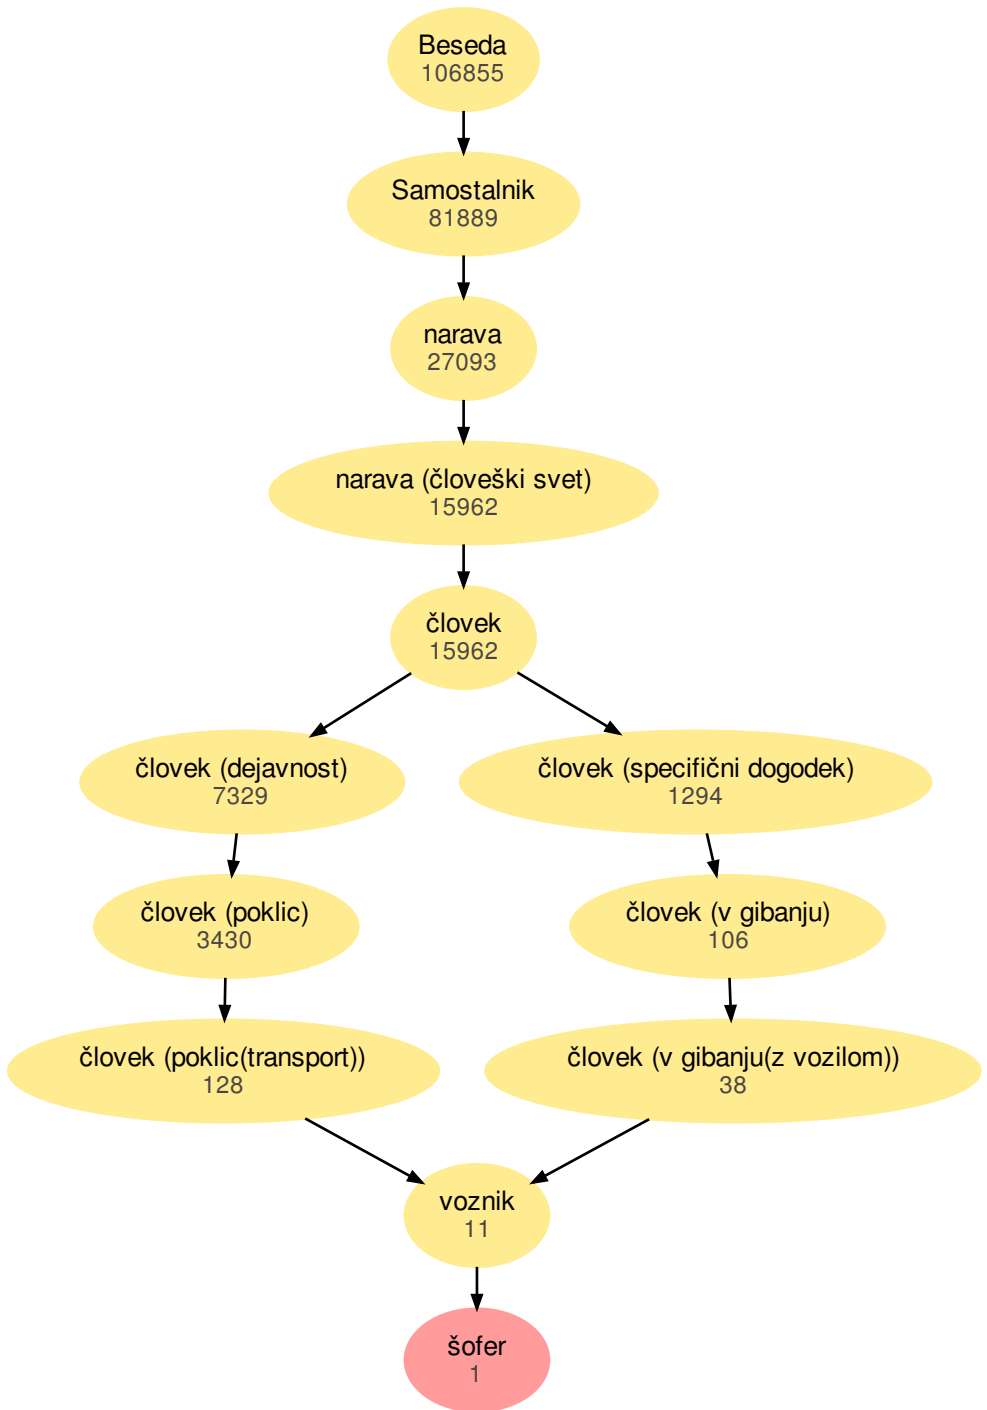 Beseda
106855
Samostalnik
81889
narava
27093
narava (človeški svet)
15962
človek
15962
človek (dejavnost)
7329
človek (specifični dogodek)
1294
človek (poklic)
3430
človek (v gibanju)
106
človek (poklic(transport))
128
človek (v gibanju(z vozilom))
38
voznik
11
šofer
1